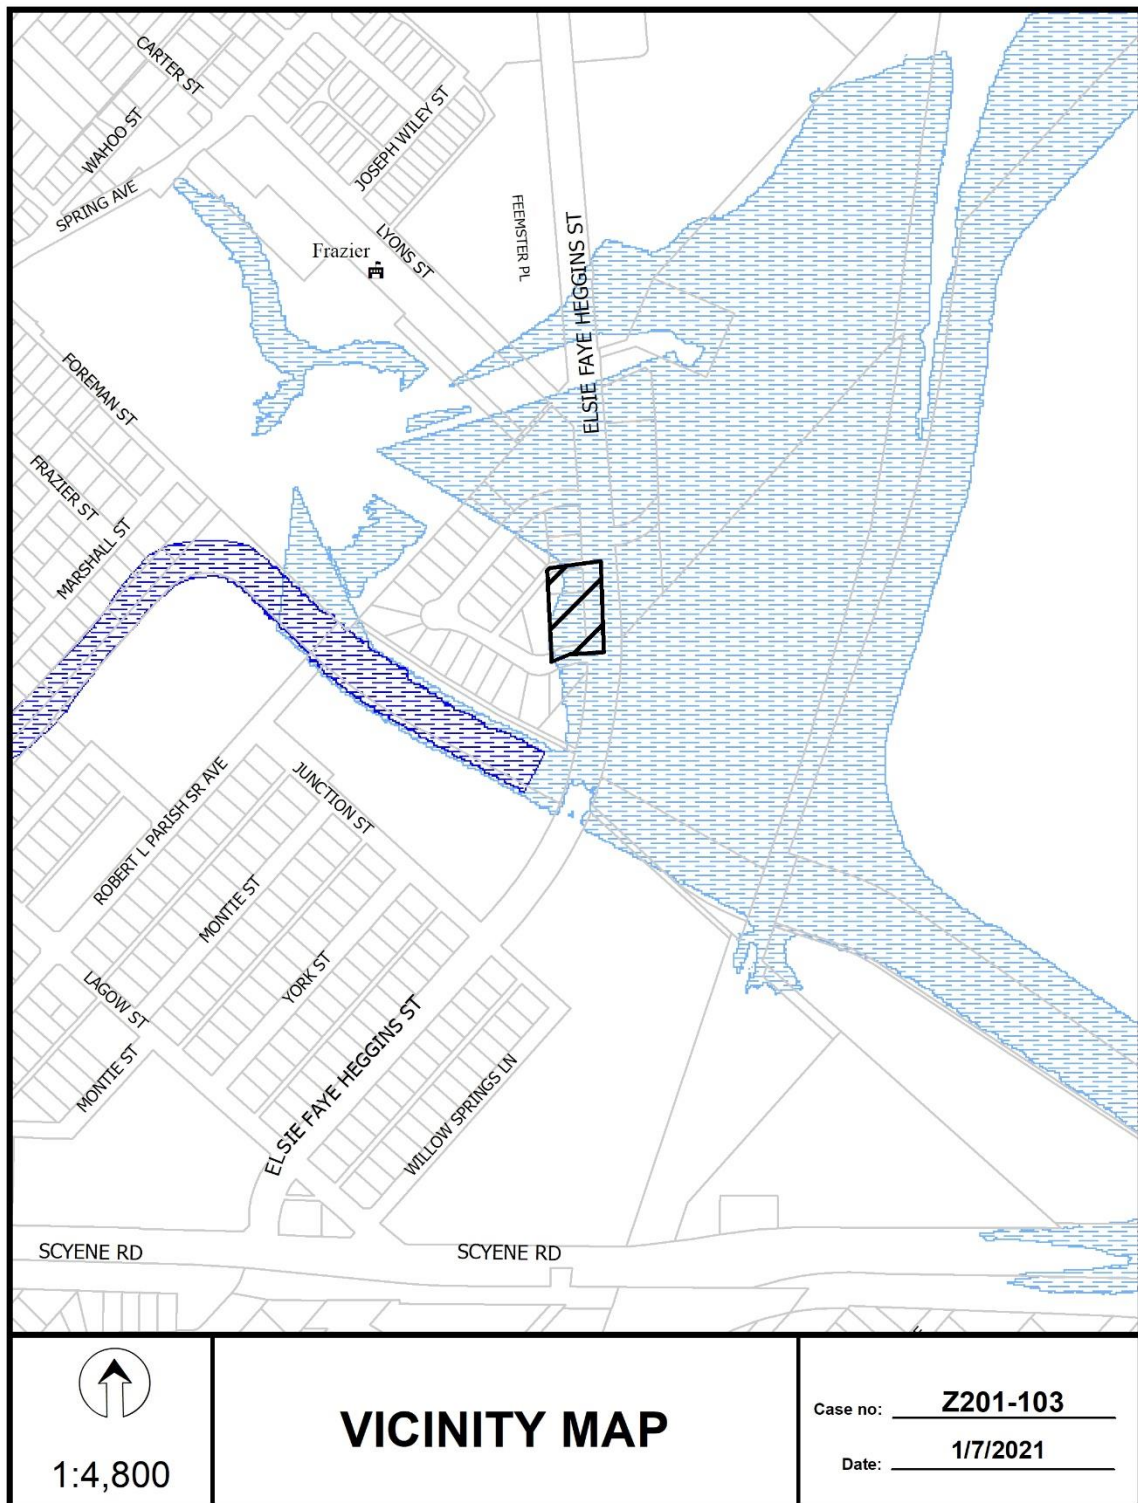 CARTER ST
WAHOO ST
JOSEPH WILEY ST
SPRING AVE
LYONS ST
FEEMSTER PL
Frazier
ELSIE FAYE HEGGINS ST
FOREMAN ST
FRAZIER ST
MARSHALL ST
ROBERT L PARISH SR AVE
JUNCTION ST
MONTIE ST
YORK ST
LAGOW ST
MONTIE ST
ELSIE FAYE HEGGINS ST
WILLOW SPRINGS LN
SCYENE RD
SCYENE RD
1:4,800
VICINITY MAP
Case no: Z201-103
Date: 1/7/2021